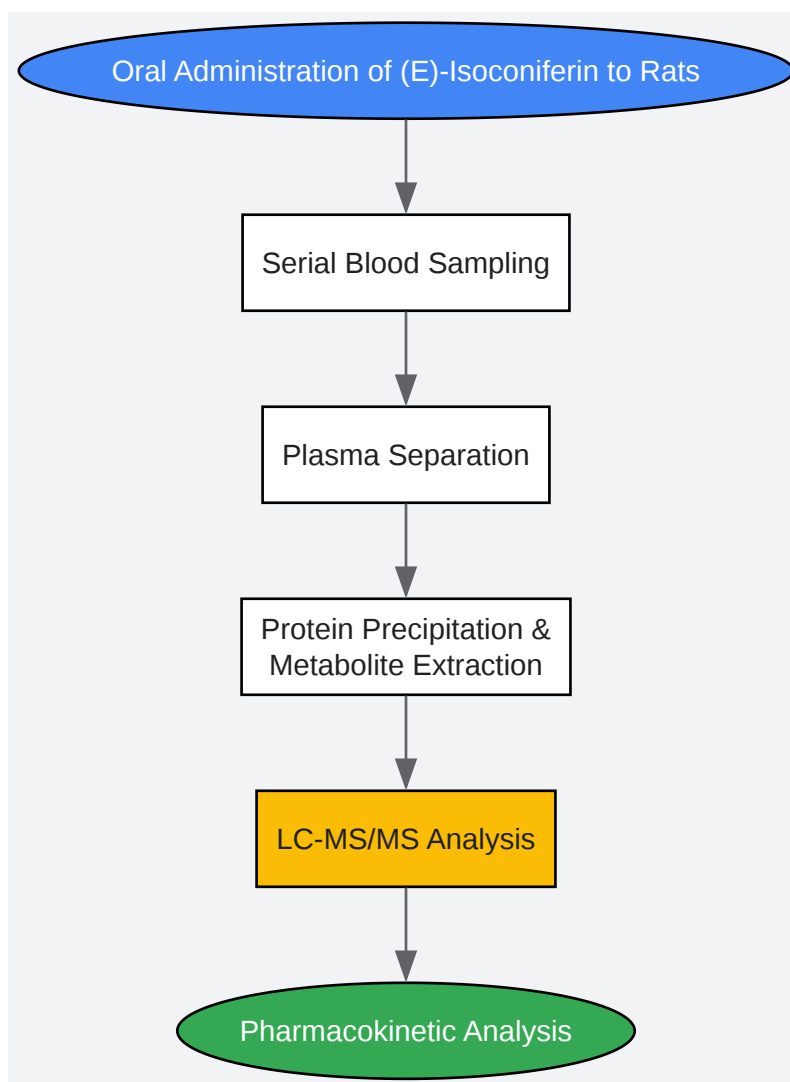 Oral Administration of (E)-Isoconiferin to Rats
Serial Blood Sampling
Plasma Separation
Protein Precipitation &
Metabolite Extraction
LC-MS/MS Analysis
Pharmacokinetic Analysis